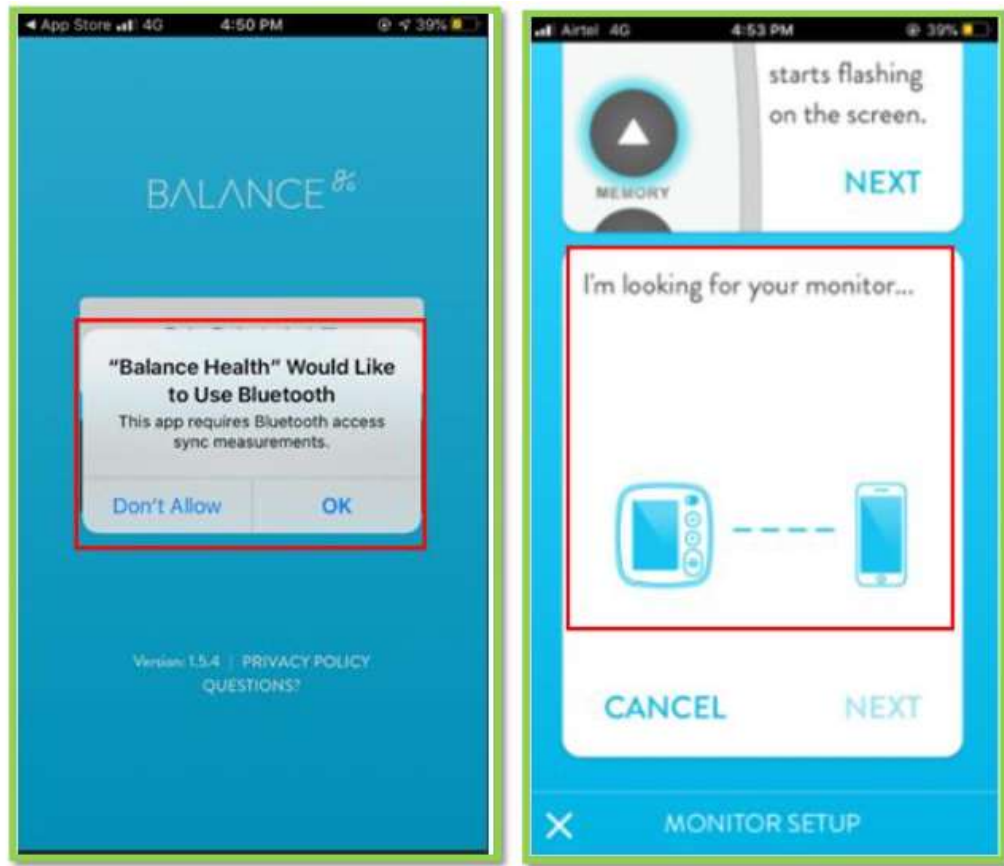 App Store 4G 4:50 PM 39%
BALANCE
"Balance Health" Would Like
to Use Bluetooth
This app requires Bluetooth access
sync measurements.
Don't Allow OK
Version: 1.5.4 | PRIVACY POLICY
QUESTIONS?
Airtel 4G 4:53 PM 39%
starts flashing
on the screen.
MEMORY
NEXT
I'm looking for your monitor...
CANCEL NEXT
MONITOR SETUP